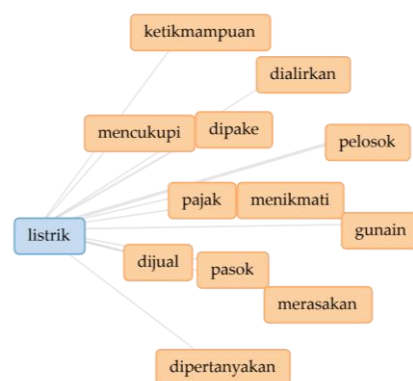 ketikmampuan
dialirkan
mencukupi
dipake
pelosok
pajak
menikmati
gunain
listrik
dijual
pasok
merasakan
dipertanyakan